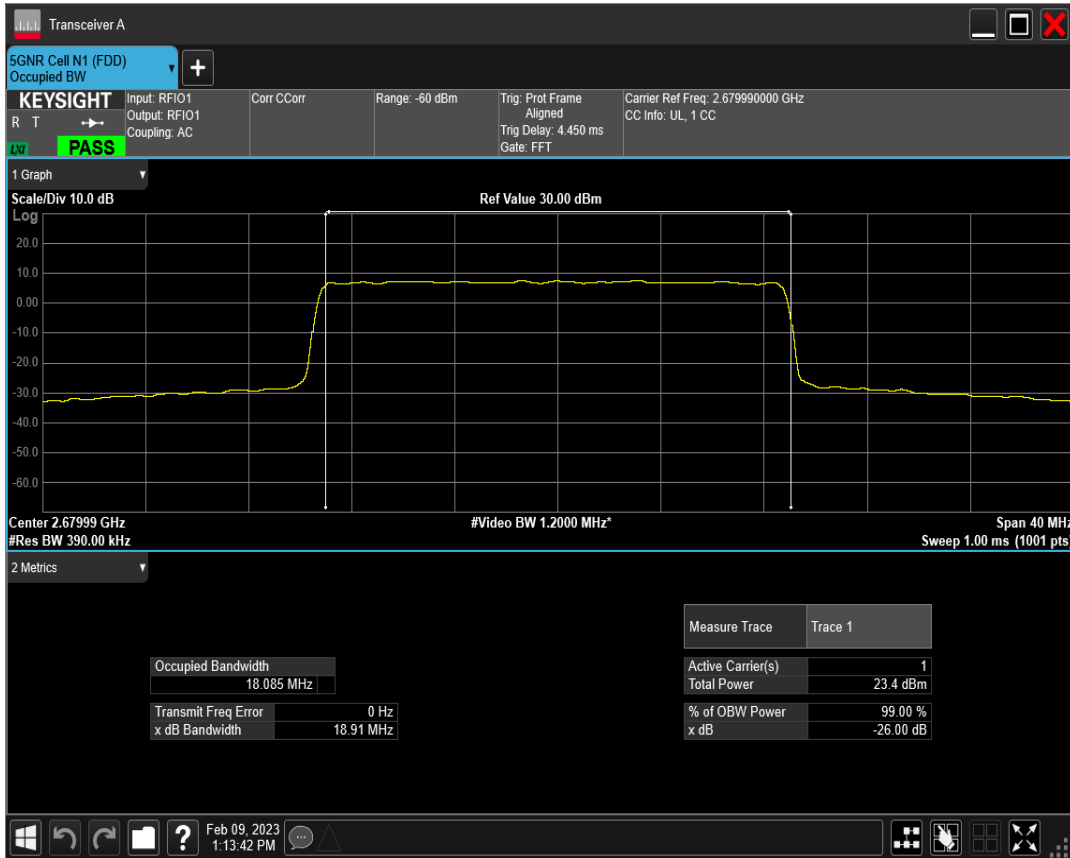 Transceiver A
5GNR Cell N1 (FDD)
Occupied BW
+
KEYSIGHT
R T
LXI
PASS
Input: RFIO1
Output: RFIO1
Coupling: AC
Corr CCorr
Range: -60 dBm
Trig: Prot Frame
Aligned
Trig Delay: 4.450 ms
Gate: FFT
Carrier Ref Freq: 2.679990000 GHz
CC Info: UL, 1 CC
1 Graph
Scale/Div 10.0 dB
Ref Value 30.00 dBm
Log
20.0
10.0
0.00
-10.0
-20.0
-30.0
-40.0
-50.0
-60.0
Center 2.67999 GHz
#Video BW 1.2000 MHz*
Span 40 MHz
#Res BW 390.00 kHz
Sweep 1.00 ms (1001 pts)
2 Metrics
Measure Trace Trace 1
Occupied Bandwidth
18.085 MHz
Active Carrier(s) 1
Total Power 23.4 dBm
Transmit Freq Error 0 Hz
x dB Bandwidth 18.91 MHz
% of OBW Power 99.00 %
x dB -26.00 dB
?
Feb 09, 2023
1:13:42 PM